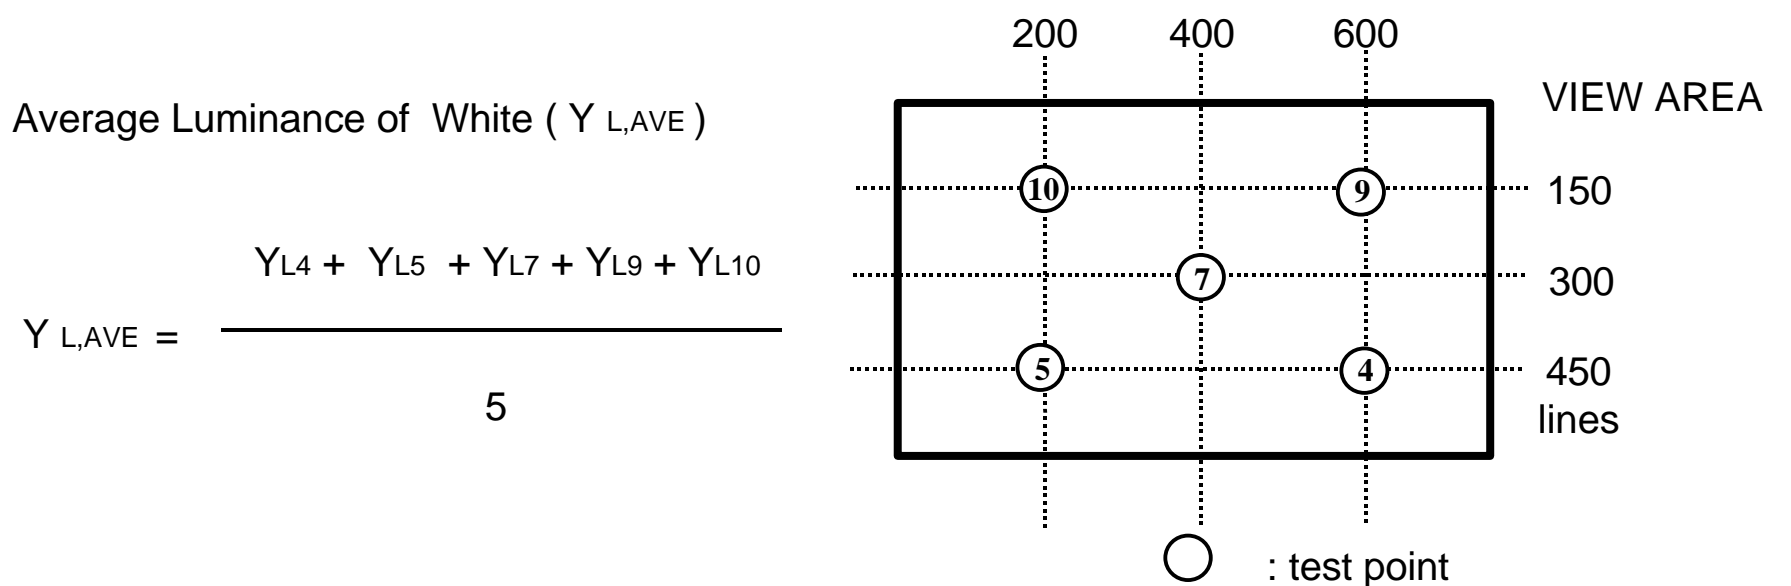 200 400 600
VIEW AREA
Average Luminance of White ( Y L,AVE )
10 9 150
YL4 + YL5 + YL7 + YL9 + YL10
7 300
Y L,AVE =
5 4 450
5
lines
: test point